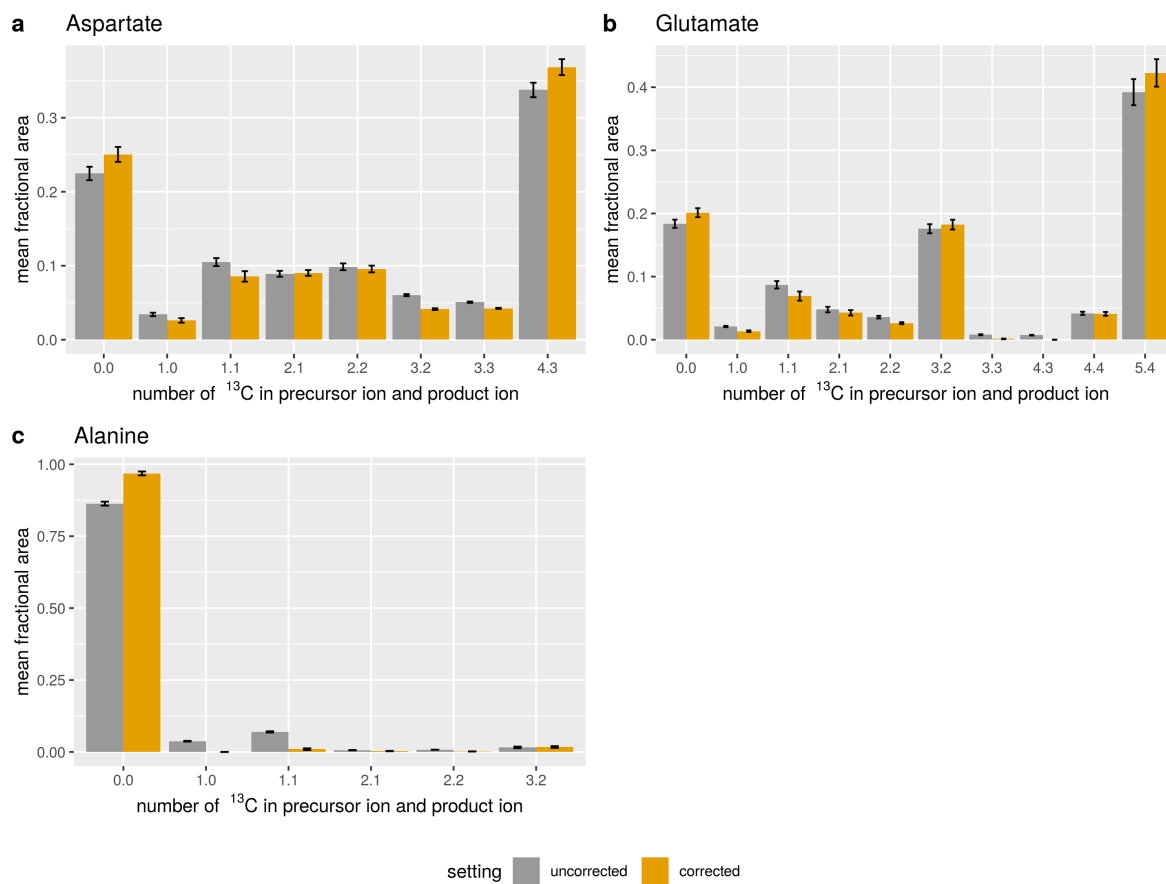 a Aspartate
mean fractional area
0.3
0.2
0.1
0.0
0.0 1.0 1.1 2.1 2.2 3.2 3.3 4.3
number of 13C in precursor ion and product ion
b Glutamate
mean fractional area
0.4
0.3
0.2
0.1
0.0
0.0 1.0 1.1 2.1 2.2 3.2 3.3 4.3 4.4 5.4
number of 13C in precursor ion and product ion
c Alanine
mean fractional area
1.00
0.75
0.50
0.25
0.00
0.0 1.0 1.1 2.1 2.2 3.2
number of 13C in precursor ion and product ion
setting uncorrected corrected